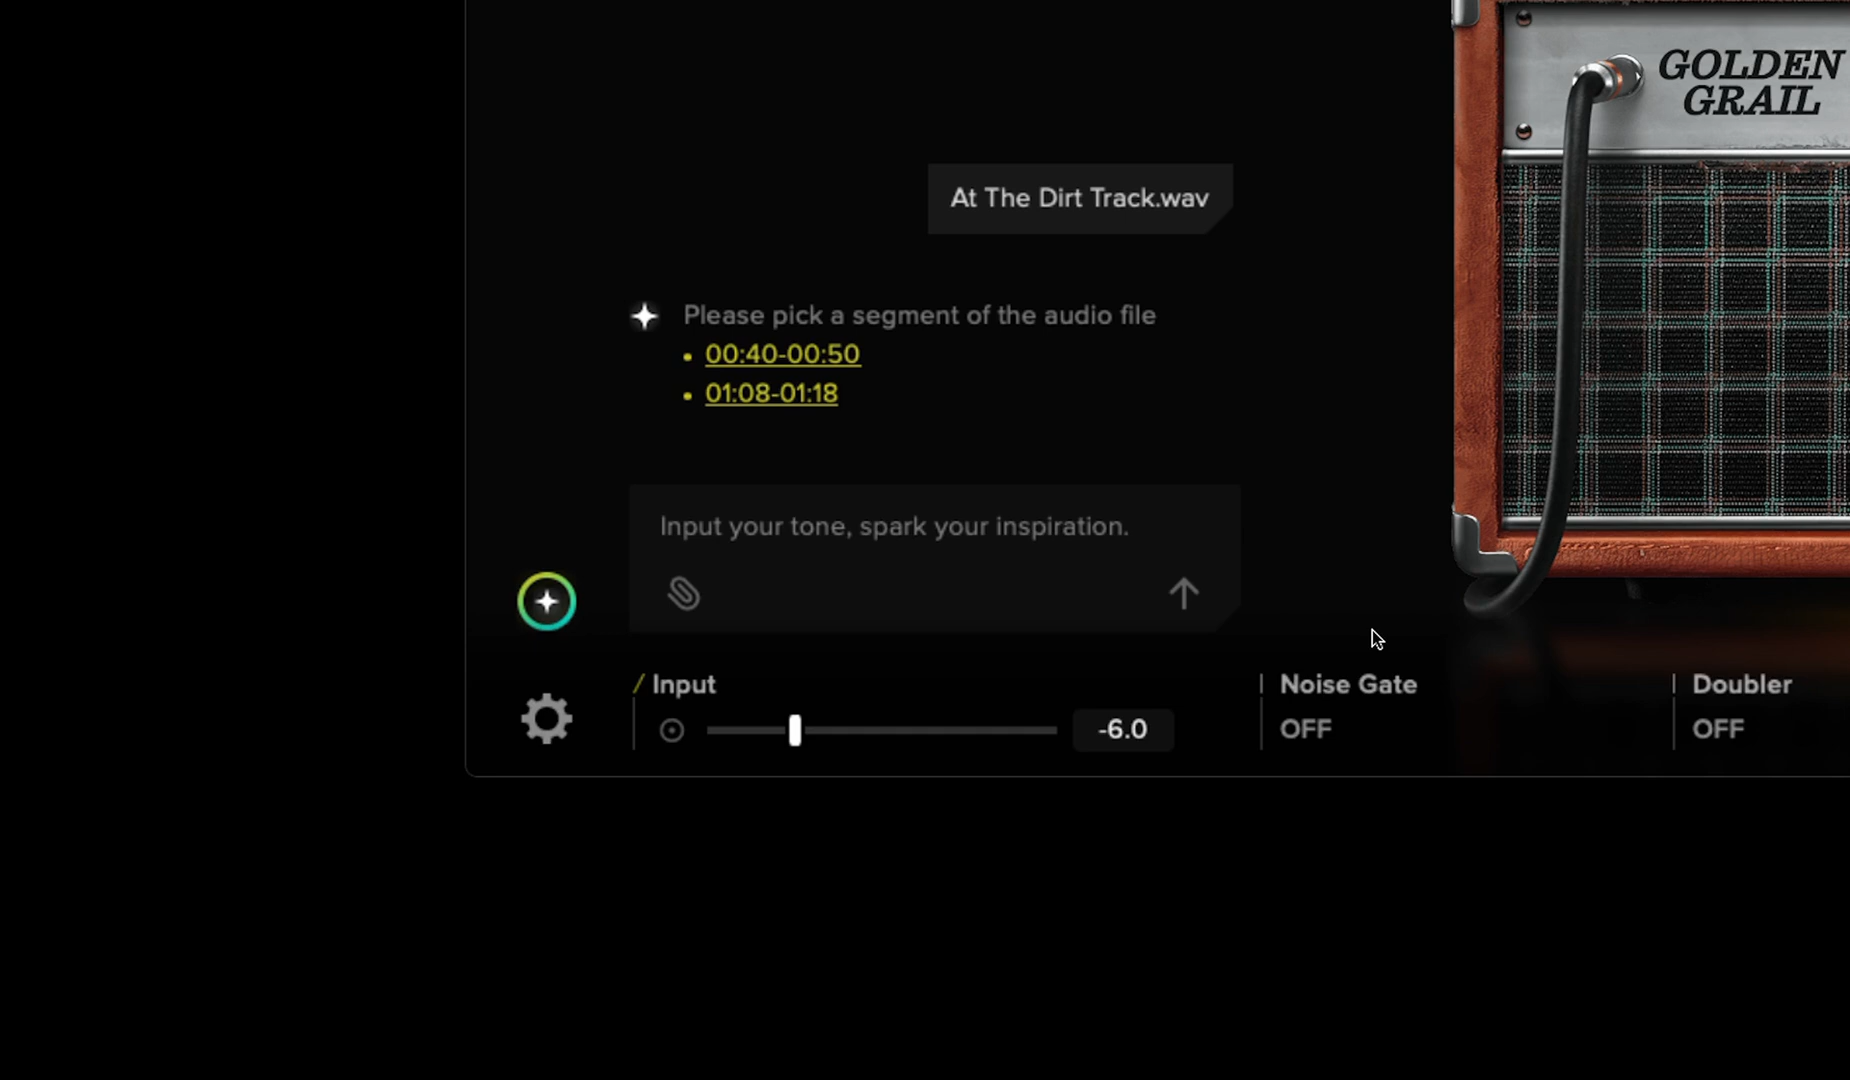 GOLDEN
GRAIL
At The Dirt Track.wav
Please pick a segment of the audio file
00:40-00:50
01:08-01:18
Input your tone, spark your inspiration.
Input
-6.0
Noise Gate
OFF
Doubler
OFF